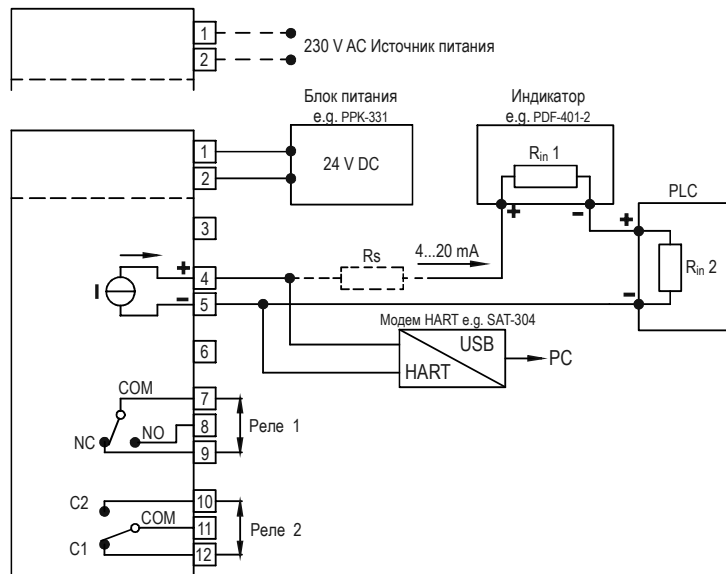 1
2
230 V AC Источник питания
Блок питания
e.g. PPK-331
Индикатор
e.g. PDF-401-2
1
2
24 V DC
Rin 1
+
-
PLC
3
+
Rin 2
-
I
+
4
-
5
Rs
4...20 mA
Модем HART e.g. SAT-304
USB
HART
PC
6
COM
7
NC
NO
8
9
Реле 1
C2
10
COM
11
C1
12
Реле 2